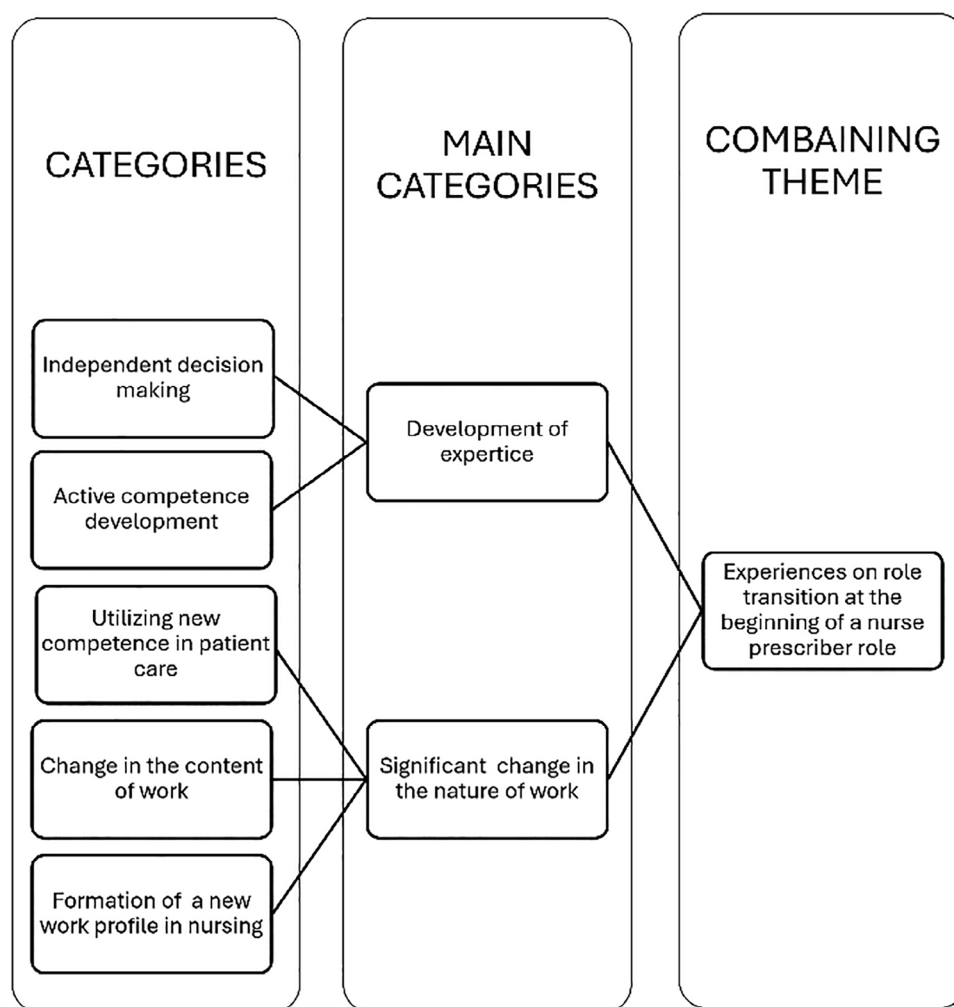 CATEGORIES
Independent decision
making
Active competence
development
Utilizing new
competence in patient
care
Change in the content
of work
Formation of a new
work profile in nursing
MAIN
CATEGORIES
Development of
expertice
Significant change in
the nature of work
COMBAINING
THEME
Experiences on role
transition at the
beginning of a nurse
prescriber role